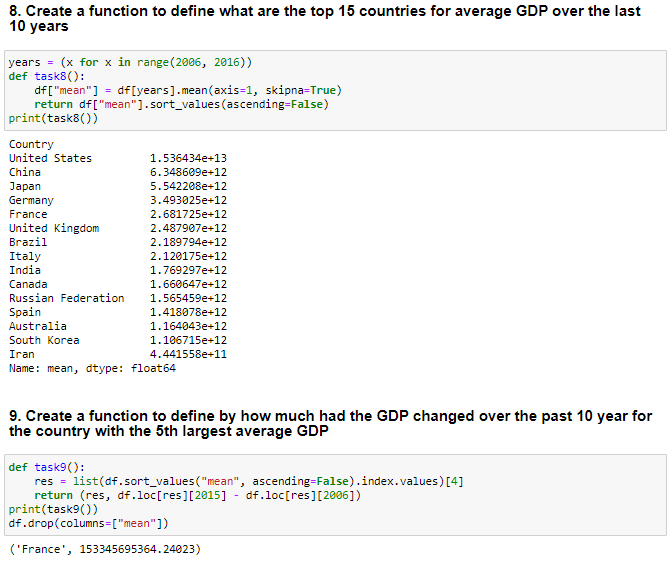 8. Create a function to define what are the top 15 countries for average GDP over the last
10 years
years = (x for x in range(2006, 2016))
def task8():
    df["mean"] = df[years].mean(axis=1, skipna=True)
    return df["mean"].sort_values(ascending=False)
print(task8())
Country
United States         1.536434e+13
China                 6.348609e+12
Japan                 5.542208e+12
Germany               3.493025e+12
France                2.681725e+12
United Kingdom        2.487907e+12
Brazil                2.189794e+12
Italy                 2.120175e+12
India                 1.769297e+12
Canada                1.660647e+12
Russian Federation    1.565459e+12
Spain                 1.418078e+12
Australia             1.164043e+12
South Korea           1.106715e+12
Iran                  4.441558e+11
Name: mean, dtype: float64
9. Create a function to define by how much had the GDP changed over the past 10 year for
the country with the 5th largest average GDP
def task9():
    res = list(df.sort_values("mean", ascending=False).index.values)[4]
    return (res, df.loc[res][2015] - df.loc[res][2006])
print(task9())
df.drop(columns=["mean"])
('France', 153345695364.24023)